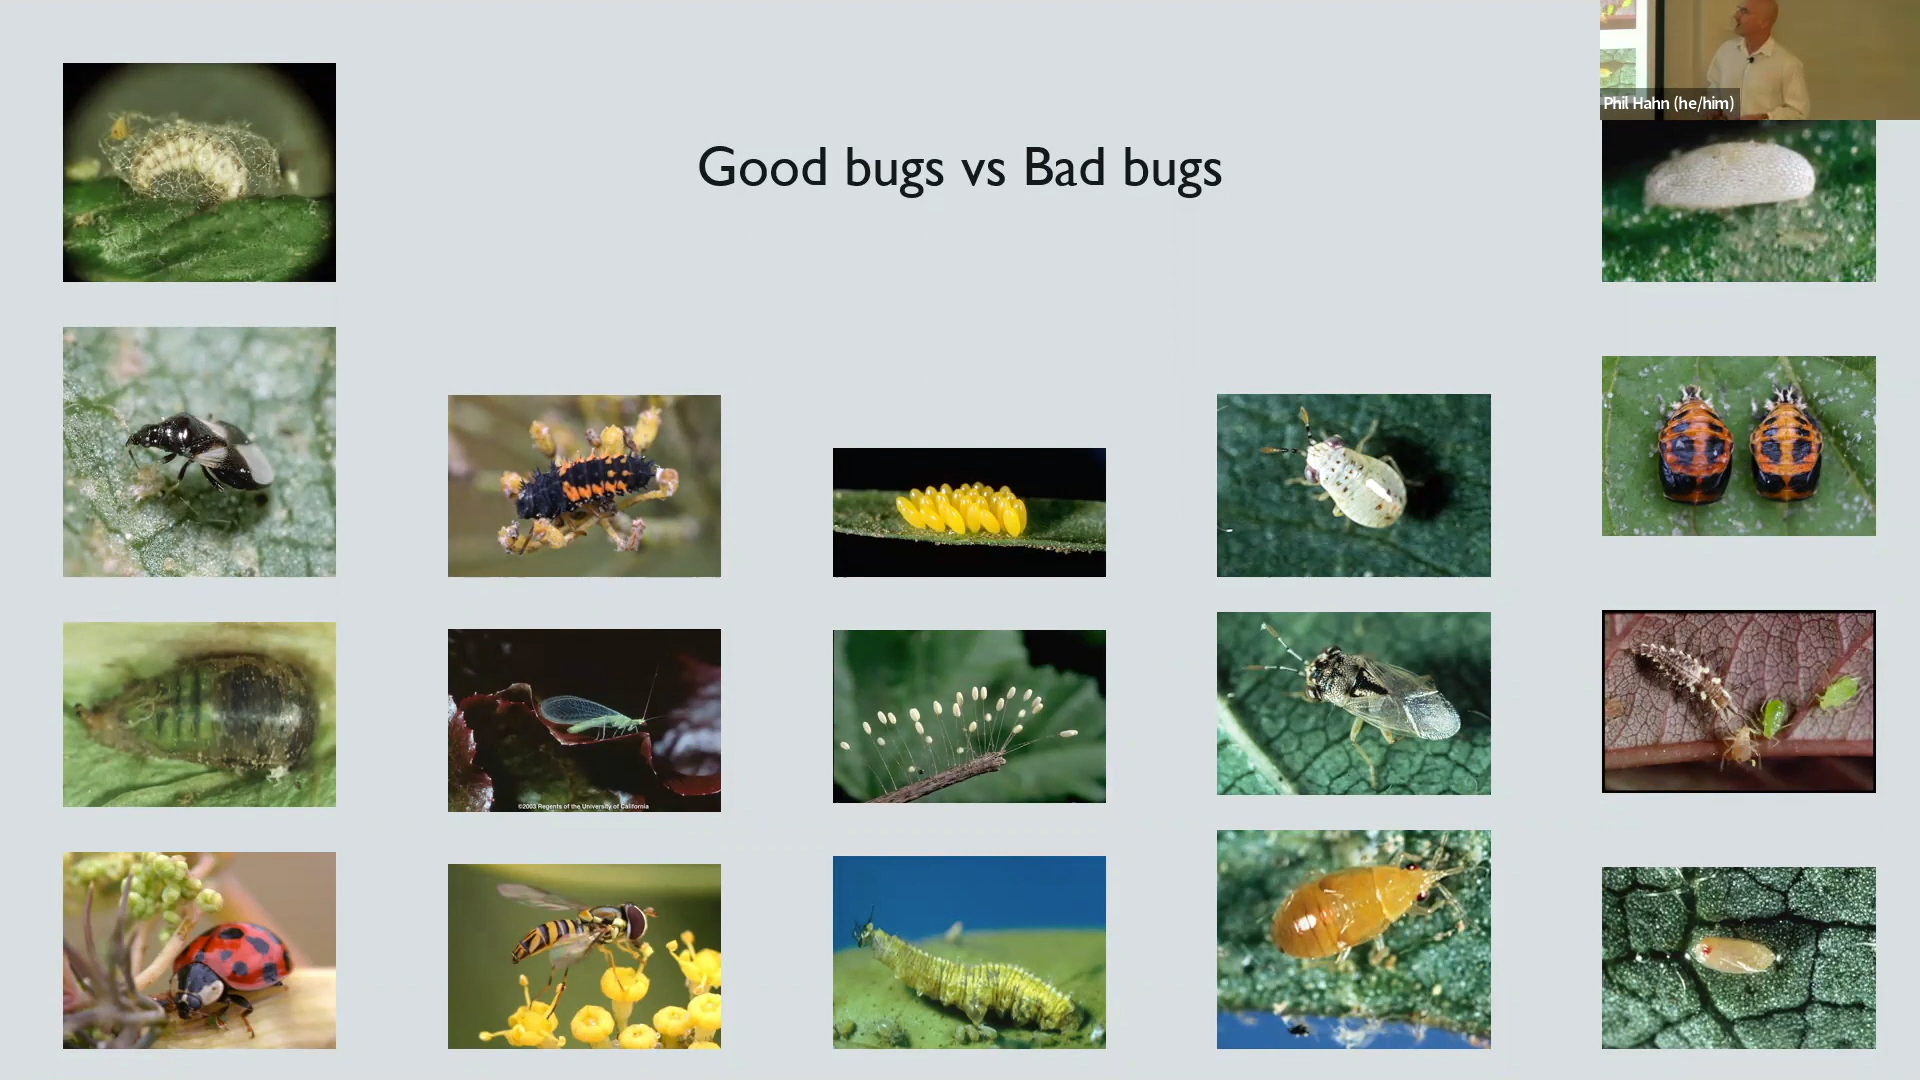 Phil Hahn (he/him)
Good bugs vs Bad bugs
©2003 Regents of the University of California